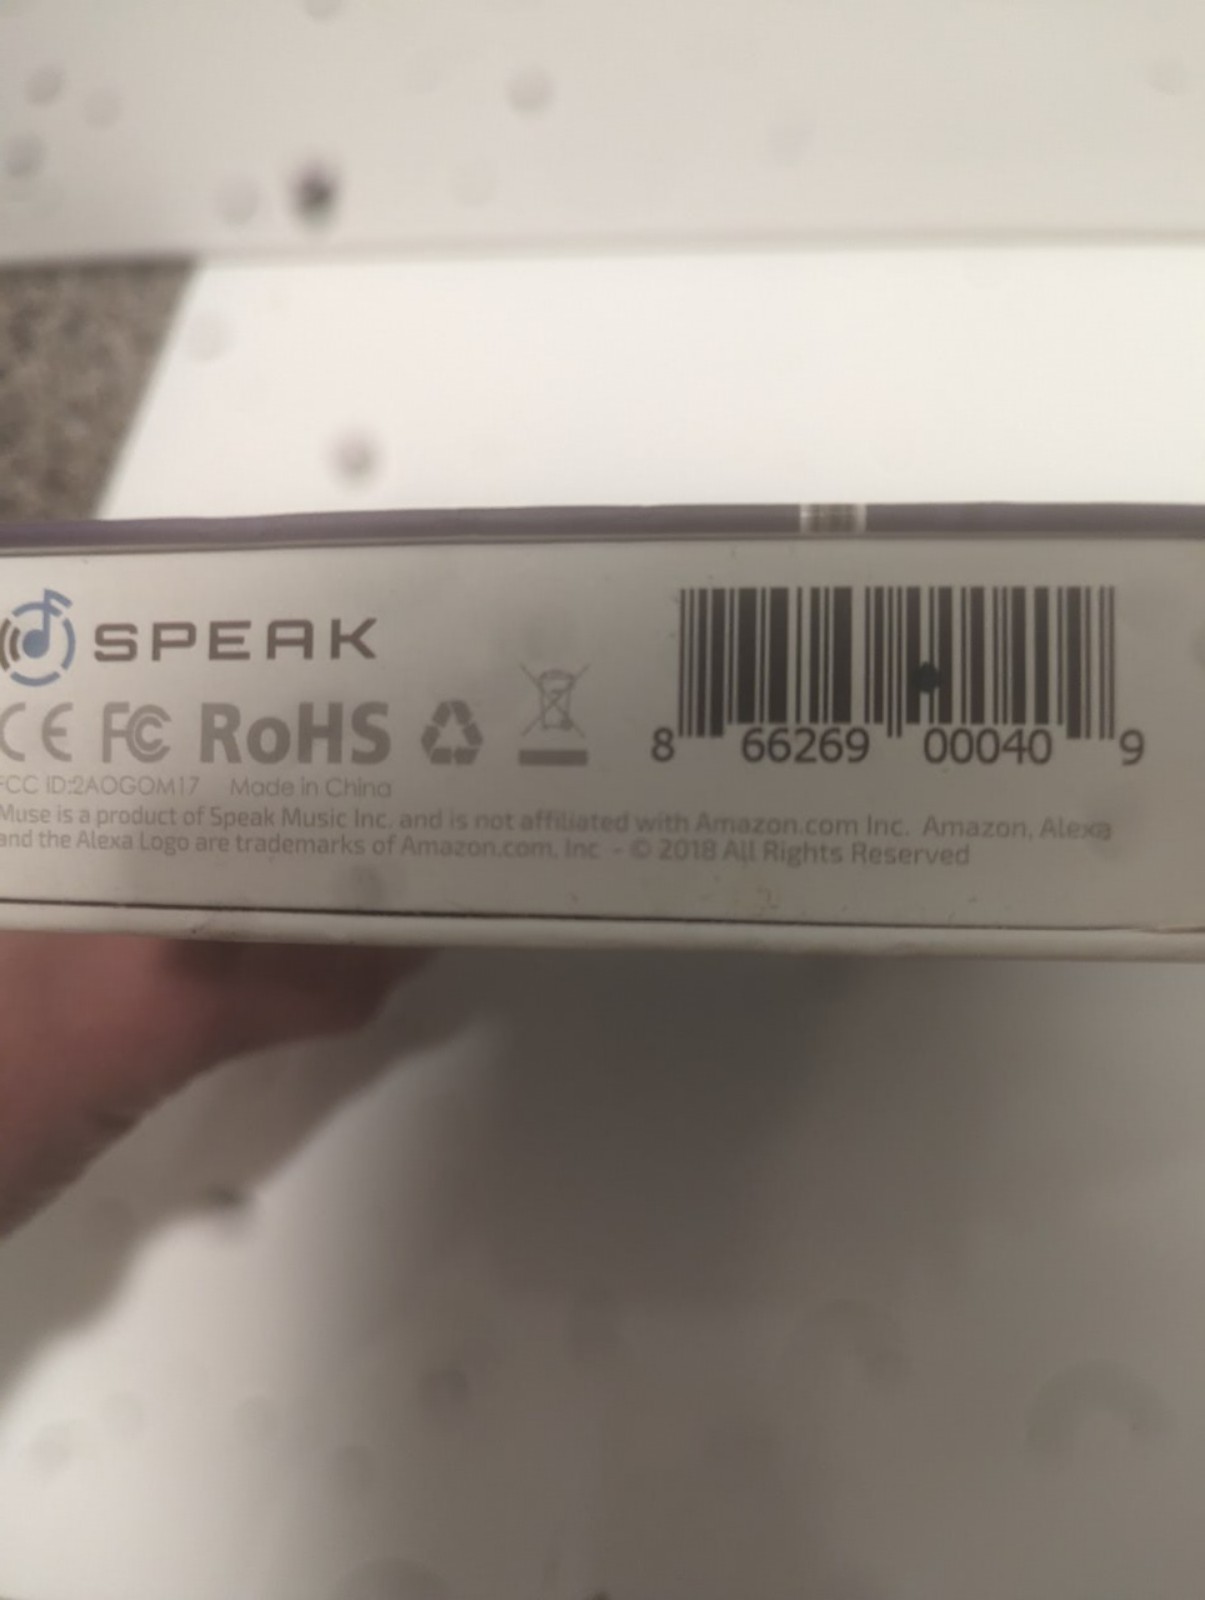 SPEAK
CE FC RoHS
FCC ID:2AOGOM17 Made in China
Muse is a product of Speak Music Inc. and is not affiliated with Amazon.com Inc. Amazon, Alexa
and the Alexa Logo are trademarks of Amazon.com, Inc - © 2018 All Rights Reserved
8 66269 00040 9